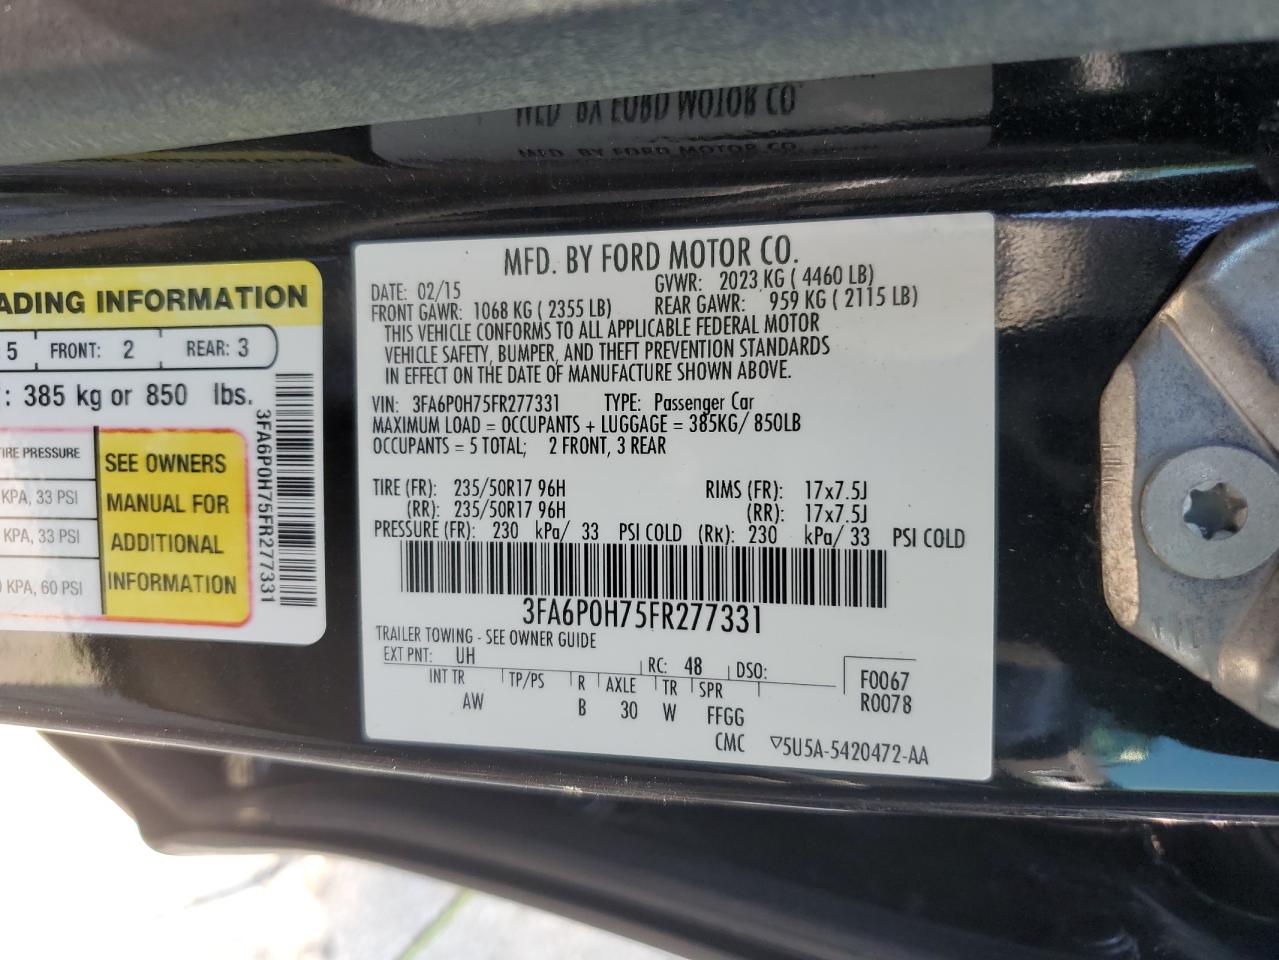 MFD. BY FORD MOTOR CO.
MFD. BY FORD MOTOR CO.
ADING INFORMATION
5 FRONT: 2 REAR: 3
: 385 kg or 850 lbs.
IRE PRESSURE
KPA, 33 PSI
KPA, 33 PSI
KPA, 60 PSI
SEE OWNERS
MANUAL FOR
ADDITIONAL
INFORMATION
3FA6P0H75FR277331
MFD. BY FORD MOTOR CO.
DATE: 02/15 GVWR: 2023 KG ( 4460 LB)
FRONT GAWR: 1068 KG ( 2355 LB) REAR GAWR: 959 KG ( 2115 LB)
THIS VEHICLE CONFORMS TO ALL APPLICABLE FEDERAL MOTOR
VEHICLE SAFETY, BUMPER, AND THEFT PREVENTION STANDARDS
IN EFFECT ON THE DATE OF MANUFACTURE SHOWN ABOVE.
VIN: 3FA6P0H75FR277331 TYPE: Passenger Car
MAXIMUM LOAD = OCCUPANTS + LUGGAGE = 385KG/ 850LB
OCCUPANTS = 5 TOTAL; 2 FRONT, 3 REAR
TIRE (FR): 235/50R17 96H RIMS (FR): 17x7.5J
(RR): 235/50R17 96H (RR): 17x7.5J
PRESSURE (FR): 230 kPa/ 33 PSI COLD (RR): 230 kPa/ 33 PSI COLD
3FA6P0H75FR277331
TRAILER TOWING - SEE OWNER GUIDE
EXT PNT: UH RC: 48 DSO:
INT TR TP/PS R AXLE TR SPR F0067
AW B 30 W FFGG R0078
CMC ▽5U5A-5420472-AA